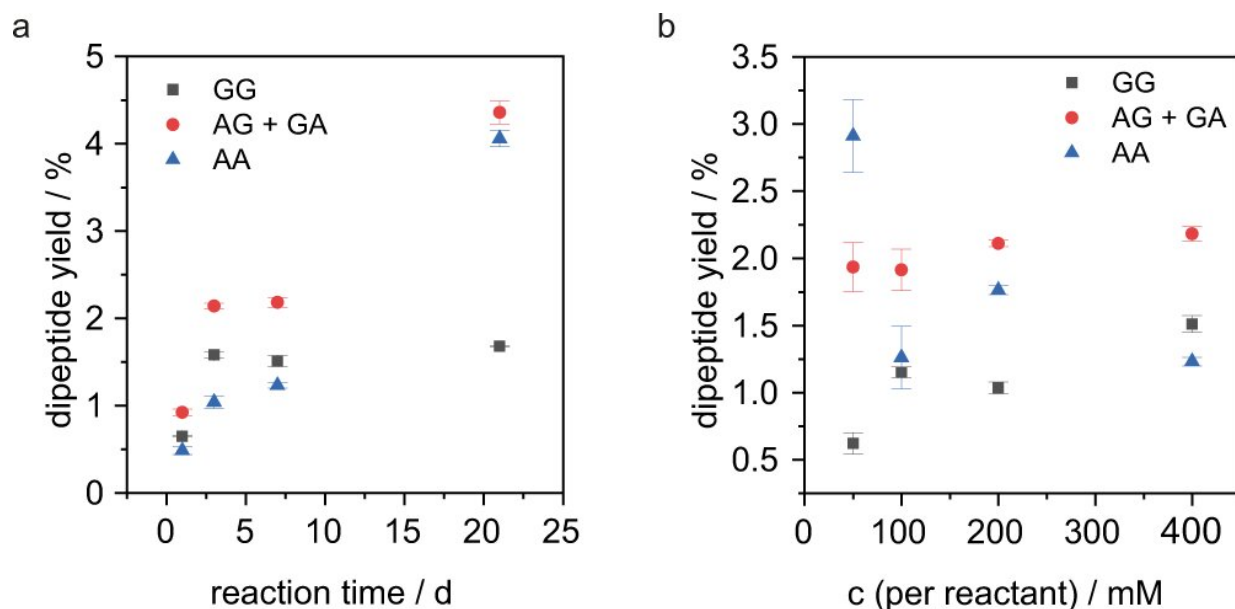 a
5
4
3
2
1
0
dipeptide yield / %
GG
AG + GA
AA
0 5 10 15 20 25
reaction time / d
b
3.5
3.0
2.5
2.0
1.5
1.0
0.5
dipeptide yield / %
GG
AG + GA
AA
0 100 200 300 400
c (per reactant) / mM